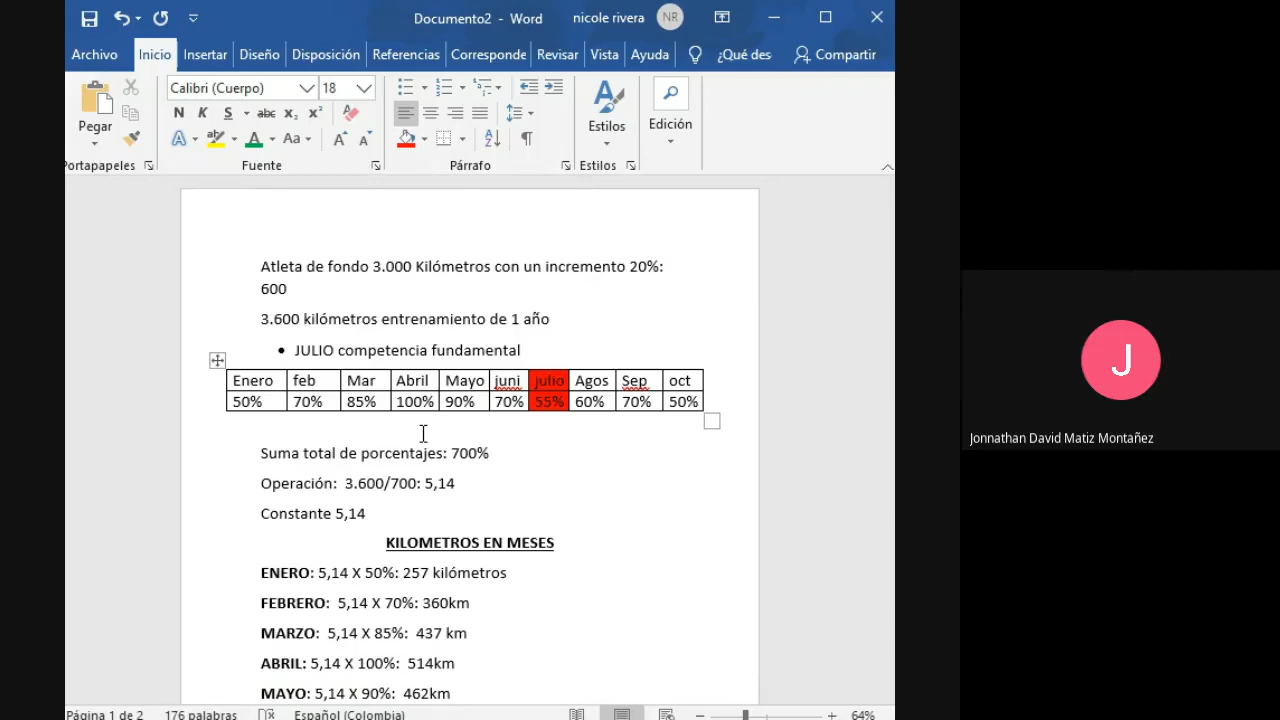 Documento2 - Word nicole rivera NR
Archivo Inicio Insertar Diseño Disposición Referencias Corresponde Revisar Vista Ayuda ¿Qué des Compartir
Calibri (Cuerpo) 18
Pegar N K S abc x₂ x² A A Aa A A Estilos Edición
Portapapeles Fuente Párrafo Estilos
Atleta de fondo 3.000 Kilómetros con un incremento 20%:
600
3.600 kilómetros entrenamiento de 1 año
• JULIO competencia fundamental
Enero feb Mar Abril Mayo juni julio Agos Sep oct
50% 70% 85% 100% 90% 70% 55% 60% 70% 50%
Suma total de porcentajes: 700%
Operación: 3.600/700: 5,14
Constante 5,14
KILOMETROS EN MESES
ENERO: 5,14 X 50%: 257 kilómetros
FEBRERO: 5,14 X 70%: 360km
MARZO: 5,14 X 85%: 437 km
ABRIL: 5,14 X 100%: 514km
MAYO: 5,14 X 90%: 462km
Página 1 de 2 176 palabras Español (Colombia) 64%
J
Jonnathan David Matiz Montañez